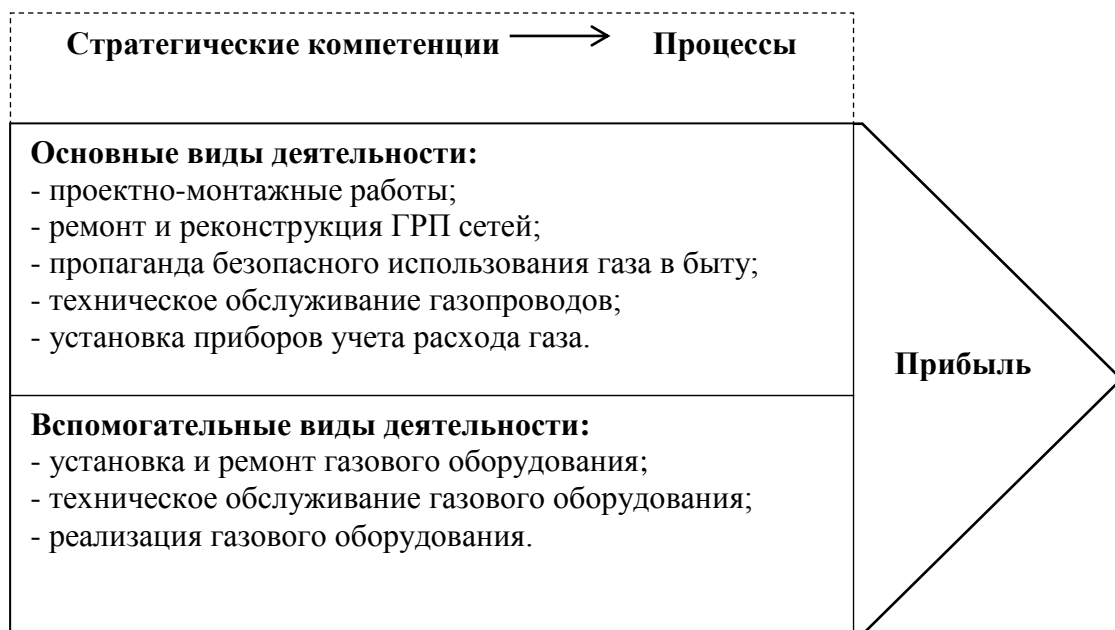 Стратегические компетенции → Процессы
Основные виды деятельности:
- проектно-монтажные работы;
- ремонт и реконструкция ГРП сетей;
- пропаганда безопасного использования газа в быту;
- техническое обслуживание газопроводов;
- установка приборов учета расхода газа.
Прибыль
Вспомогательные виды деятельности:
- установка и ремонт газового оборудования;
- техническое обслуживание газового оборудования;
- реализация газового оборудования.